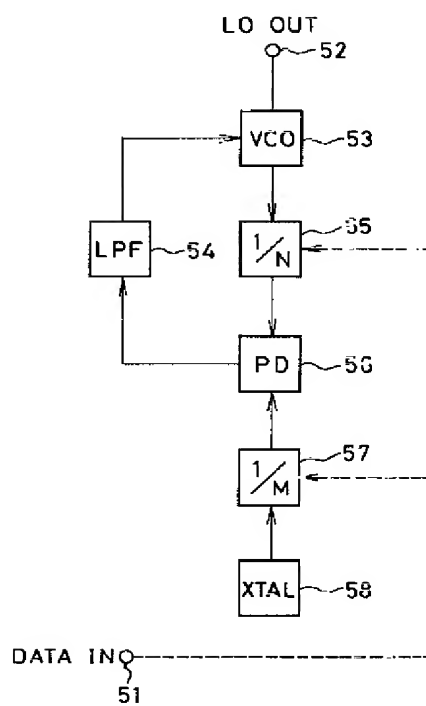 LO OUT
52
VCO
53
LPF
54
1/N
55
PD
56
1/M
57
XTAL
58
DATA IN
51